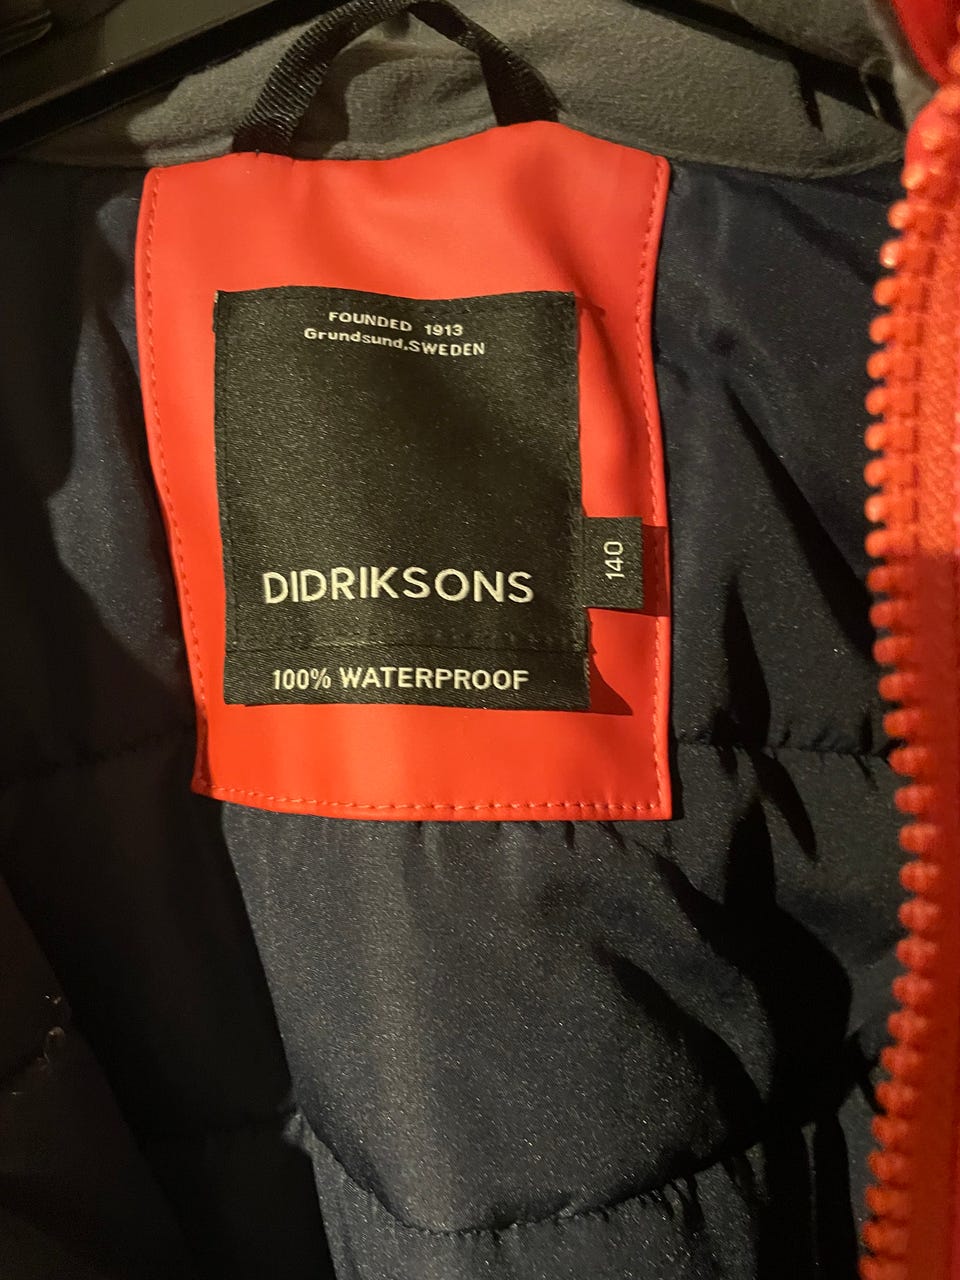 FOUNDED 1913
Grundsund,SWEDEN
DIDRIKSONS
140
100% WATERPROOF